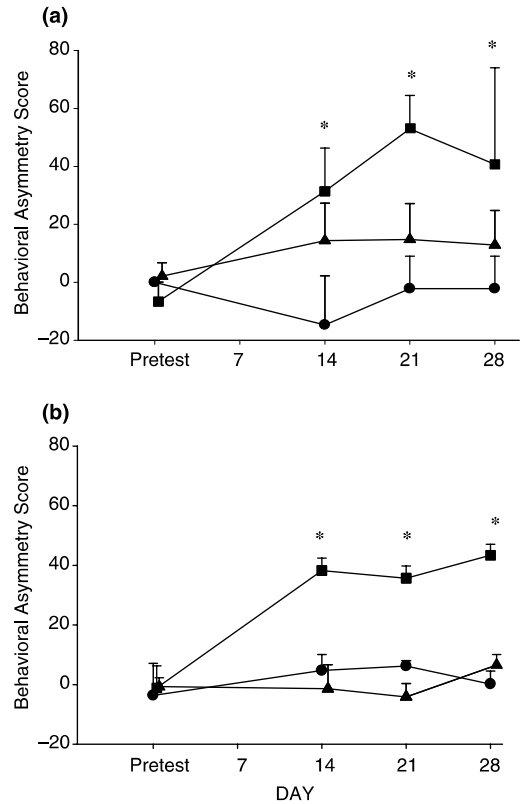 (a)
80
60
40
20
0
–20
Behavioral Asymmetry Score
* * *
Pretest 7 14 21 28
(b)
80
60
40
20
0
–20
Behavioral Asymmetry Score
* * *
Pretest 7 14 21 28
DAY